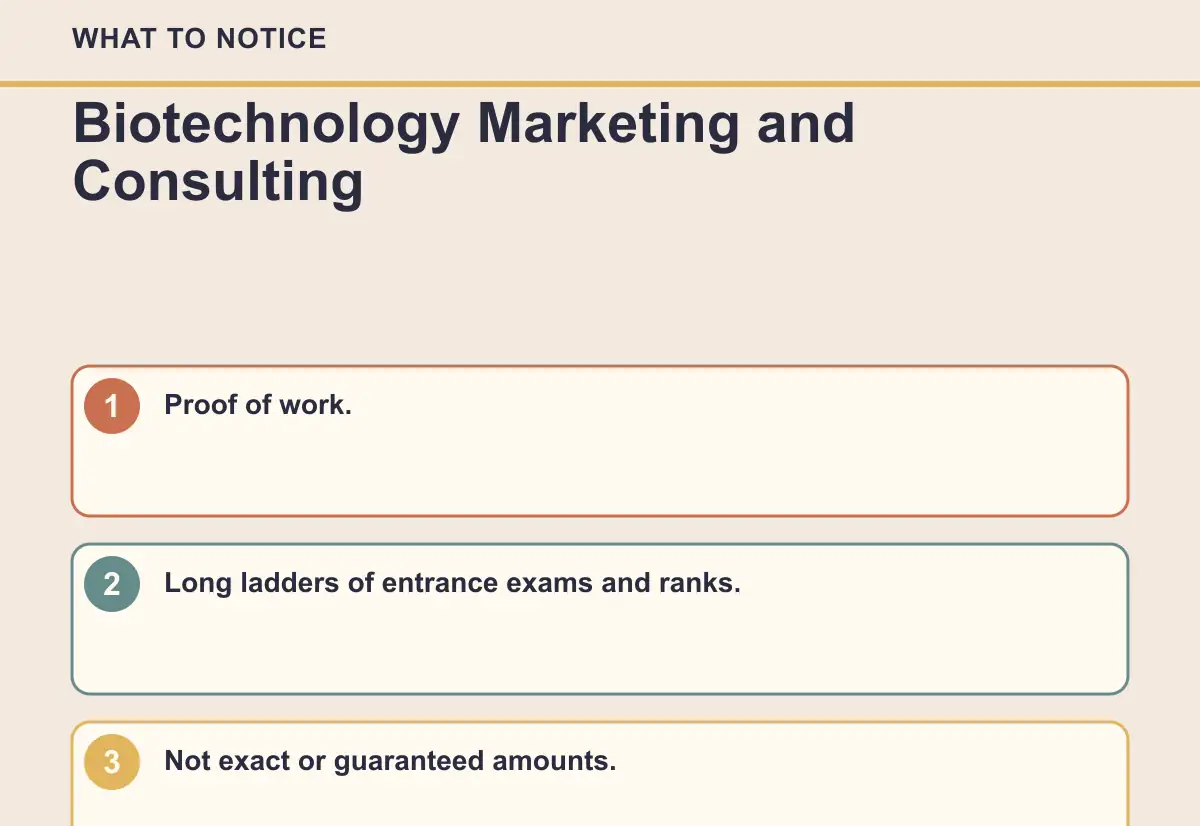 WHAT TO NOTICE
Biotechnology Marketing and
Consulting
1 Proof of work.
2 Long ladders of entrance exams and ranks.
3 Not exact or guaranteed amounts.